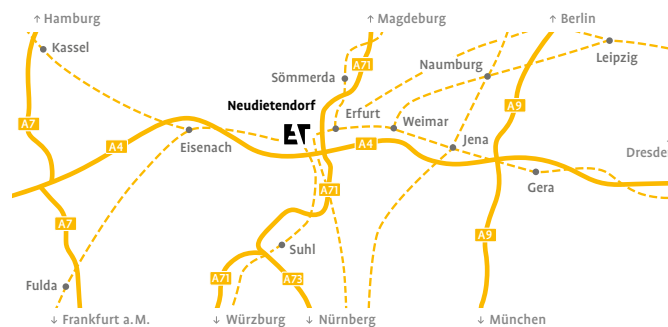 ↑ Hamburg
↑ Magdeburg
↑ Berlin
Kassel
Leipzig
A71
Naumburg
Sömmerda
Neudietendorf
A9
Erfurt
Weimar
A7
A4
Eisenach
A4
Jena
Dresde
Gera
A71
A7
A9
Suhl
A71
A73
Fulda
↓ Frankfurt a.M.
↓ Würzburg
↓ Nürnberg
↓ München